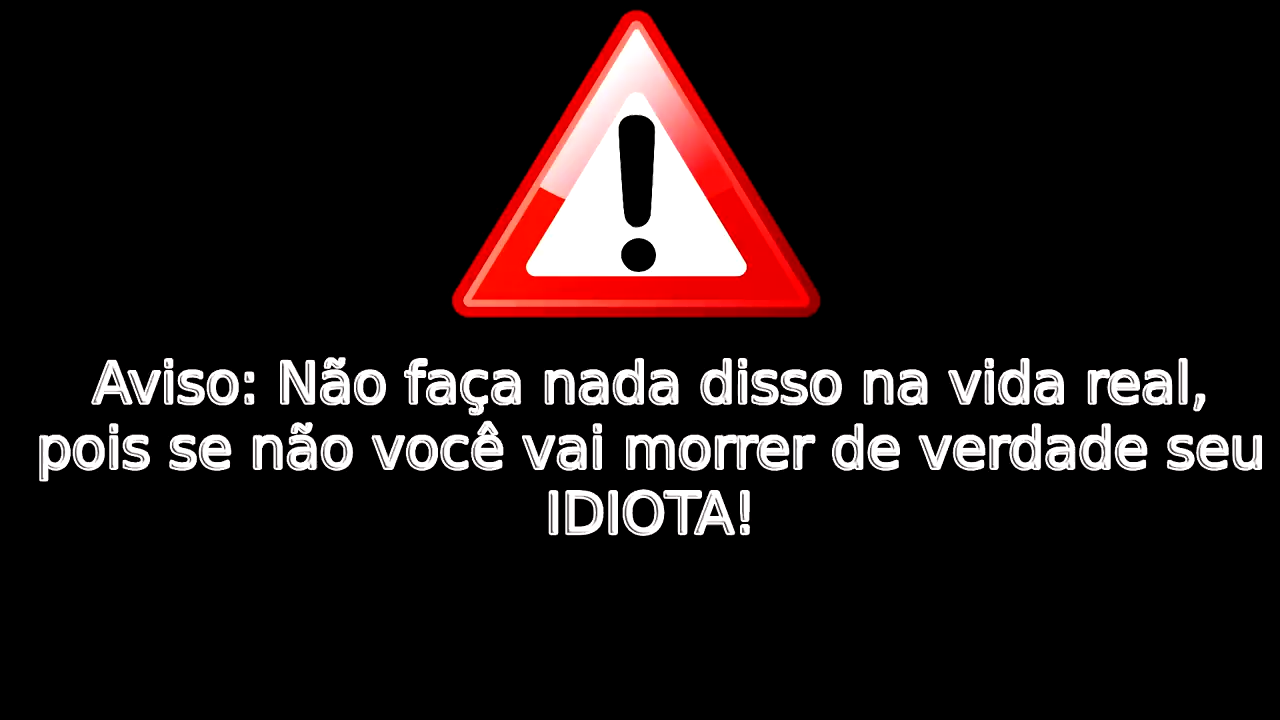 Aviso: Não faça nada disso na vida real,
pois se não você vai morrer de verdade seu
IDIOTA!